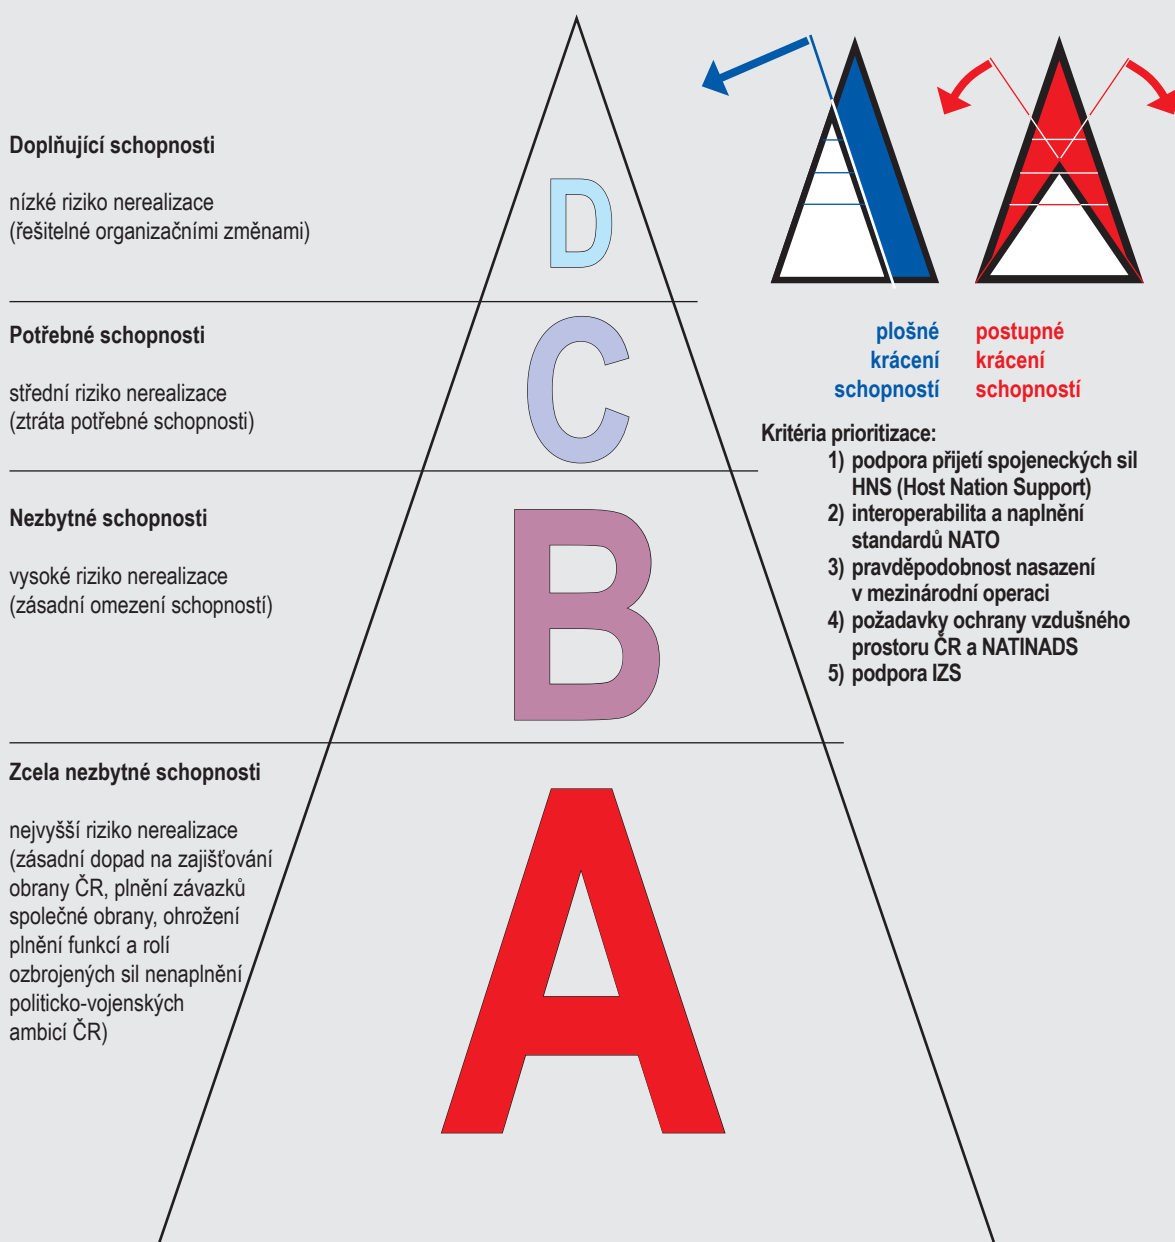 Doplňující schopnosti
nízké riziko nerealizace
(řešitelné organizačními změnami)
D
Potřebné schopnosti
střední riziko nerealizace
(ztráta potřebné schopnosti)
C
Nezbytné schopnosti
vysoké riziko nerealizace
(zásadní omezení schopností)
B
Zcela nezbytné schopnosti
nejvyšší riziko nerealizace
(zásadní dopad na zajišťování
obrany ČR, plnění závazků
společné obrany, ohrožení
plnění funkcí a rolí
ozbrojených sil nenaplnění
politicko-vojenských
ambicí ČR)
A
plošné
krácení
schopností
postupné
krácení
schopností
Kritéria prioritizace:
1) podpora přijetí spojeneckých sil
HNS (Host Nation Support)
2) interoperabilita a naplnění
standardů NATO
3) pravděpodobnost nasazení
v mezinárodní operaci
4) požadavky ochrany vzdušného
prostoru ČR a NATINADS
5) podpora IZS